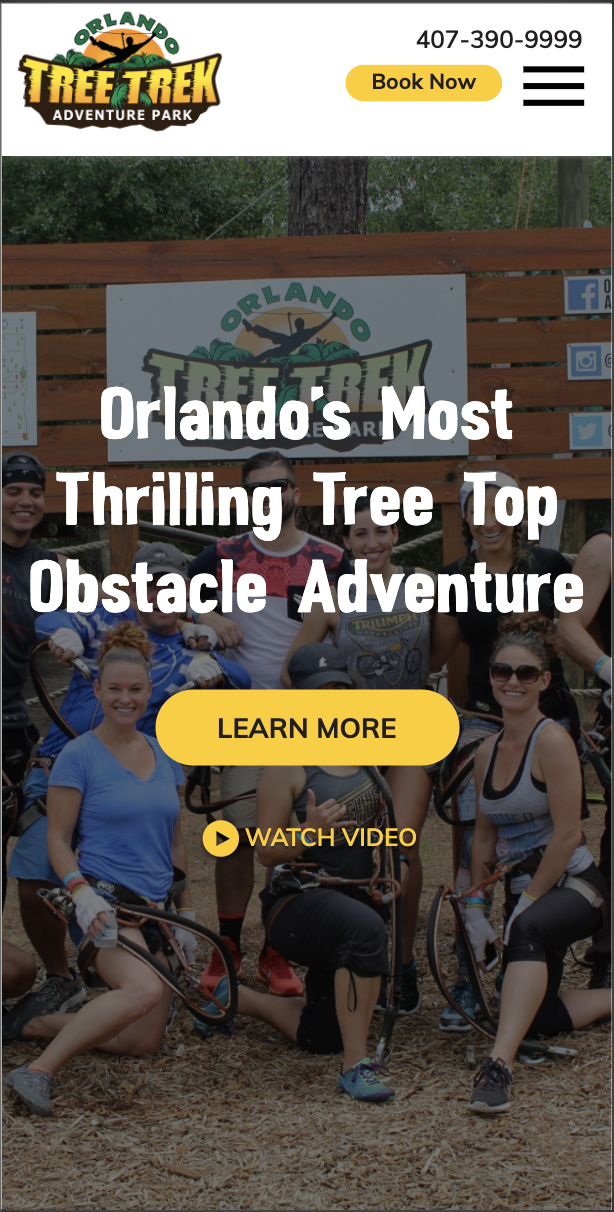 ORLANDO
TREE TREK
ADVENTURE PARK
407-390-9999
Book Now
ORLANDO
TREE TREK
Orlando's Most
Thrilling Tree Top
Obstacle Adventure
TRIUMPH
LEARN MORE
WATCH VIDEO